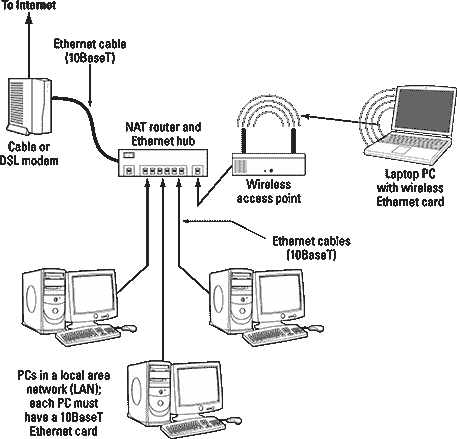 To Internet
Ethernet cable
(10BaseT)
Cable or
DSL modem
NAT router and
Ethernet hub
Wireless
access point
Laptop PC
with wireless
Ethernet card
Ethernet cables
(10BaseT)
PCs in a local area
network (LAN);
each PC must
have a 10BaseT
Ethernet card